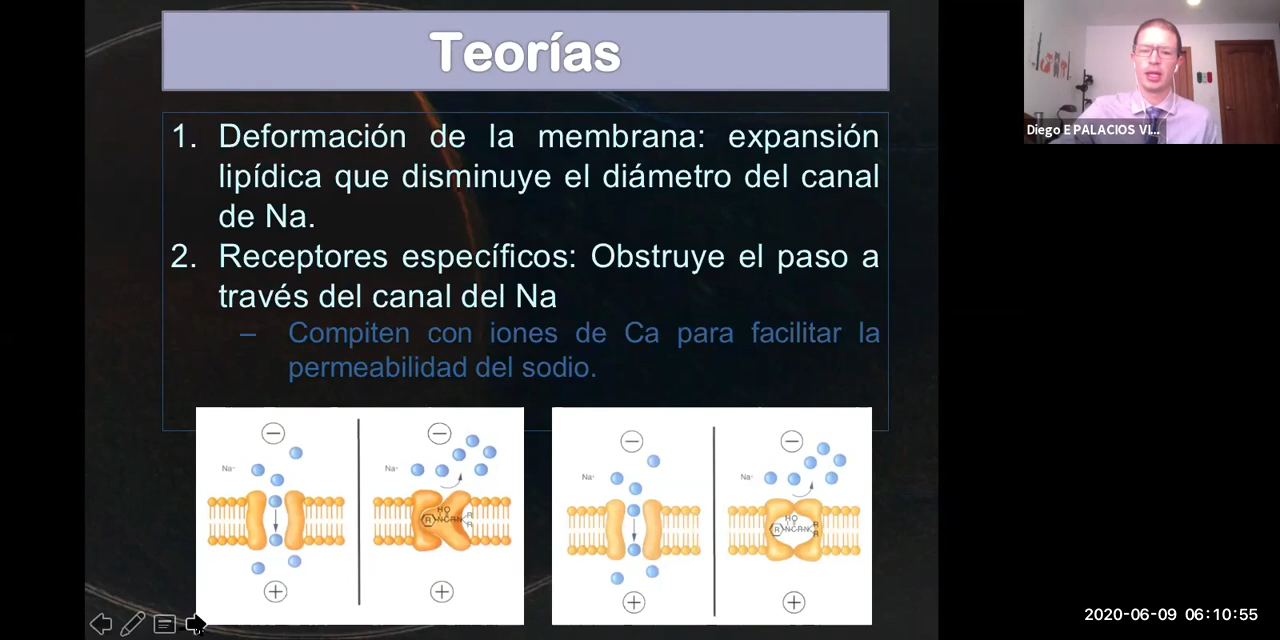 Teorías
Diego E PALACIOS VI...
1. Deformación de la membrana: expansión
lipídica que disminuye el diámetro del canal
de Na.
2. Receptores específicos: Obstruye el paso a
través del canal del Na
– Compiten con iones de Ca para facilitar la
permeabilidad del sodio.
Na⁺
Na⁺
Na⁺
Na⁺
2020-06-09 06:10:55